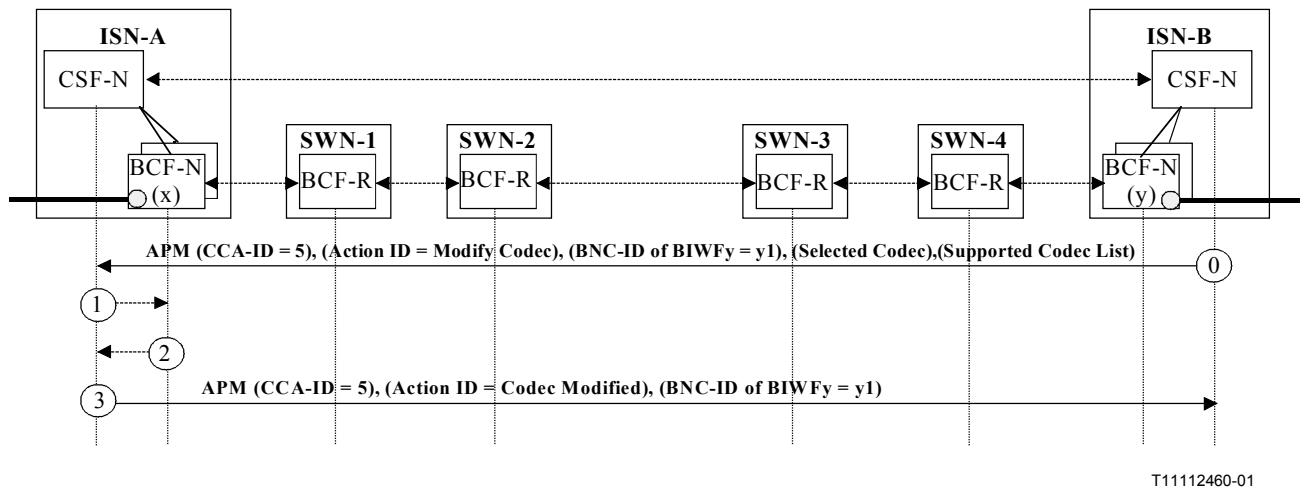 ISN-A
ISN-B
CSF-N
CSF-N
SWN-1
SWN-2
SWN-3
SWN-4
BCF-N
(x)
BCF-R
BCF-R
BCF-R
BCF-R
BCF-N
(y)
APM (CCA-ID = 5), (Action ID = Modify Codec), (BNC-ID of BIWFy = y1), (Selected Codec),(Supported Codec List)
0
1
2
APM (CCA-ID = 5), (Action ID = Codec Modified), (BNC-ID of BIWFy = y1)
3
T11112460-01